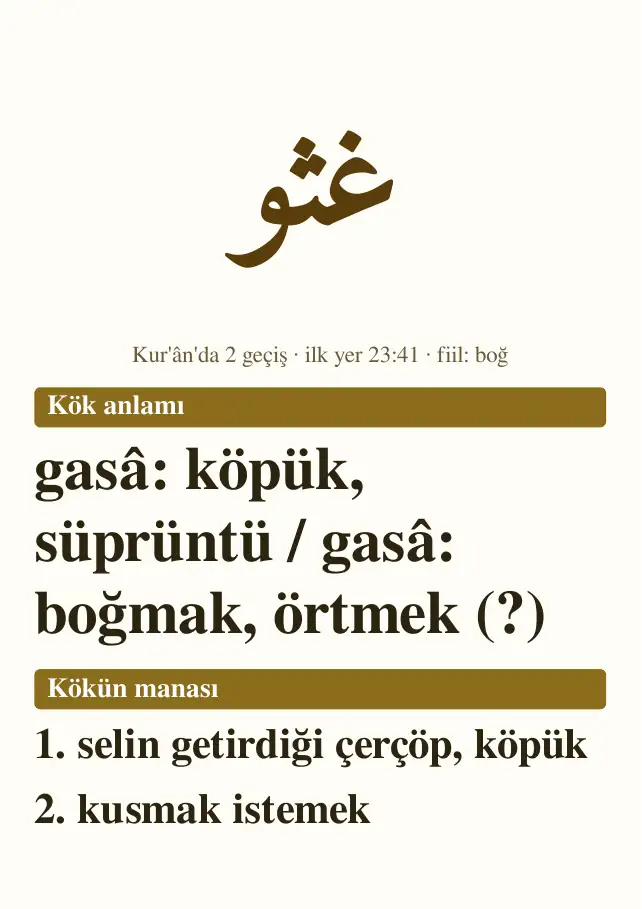 غثو
Kur'ân'da 2 geçiş · ilk yer 23:41 · fiil: boğ
Kök anlamı
gasâ: köpük,
süprüntü / gasâ:
boğmak, örtmek (?)
Kökün manası
1. selin getirdiği çerçöp, köpük
2. kusmak istemek